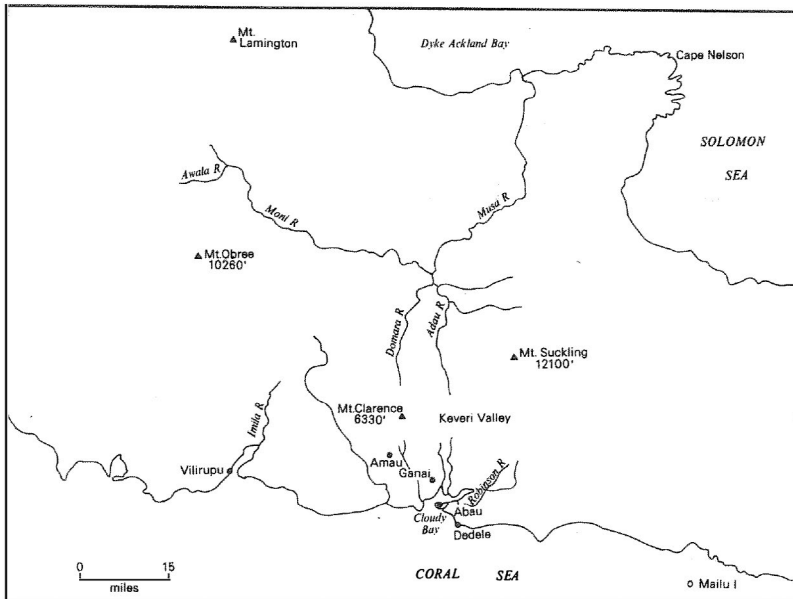 Mt.
Lamington
Dyke Ackland Bay
Cape Nelson
SOLOMON
SEA
Awala R
Moni R
Musa R
Mt.Obree
10260'
Domara R
Adau R
Mt. Suckling
12100'
Mt.Clarence
6330'
Keveri Valley
Imila R
Amau
Ganai
Vilirupu
Robinson R
Abau
Cloudy
Bay
Dedele
0 15
miles
CORAL SEA
Mailu I